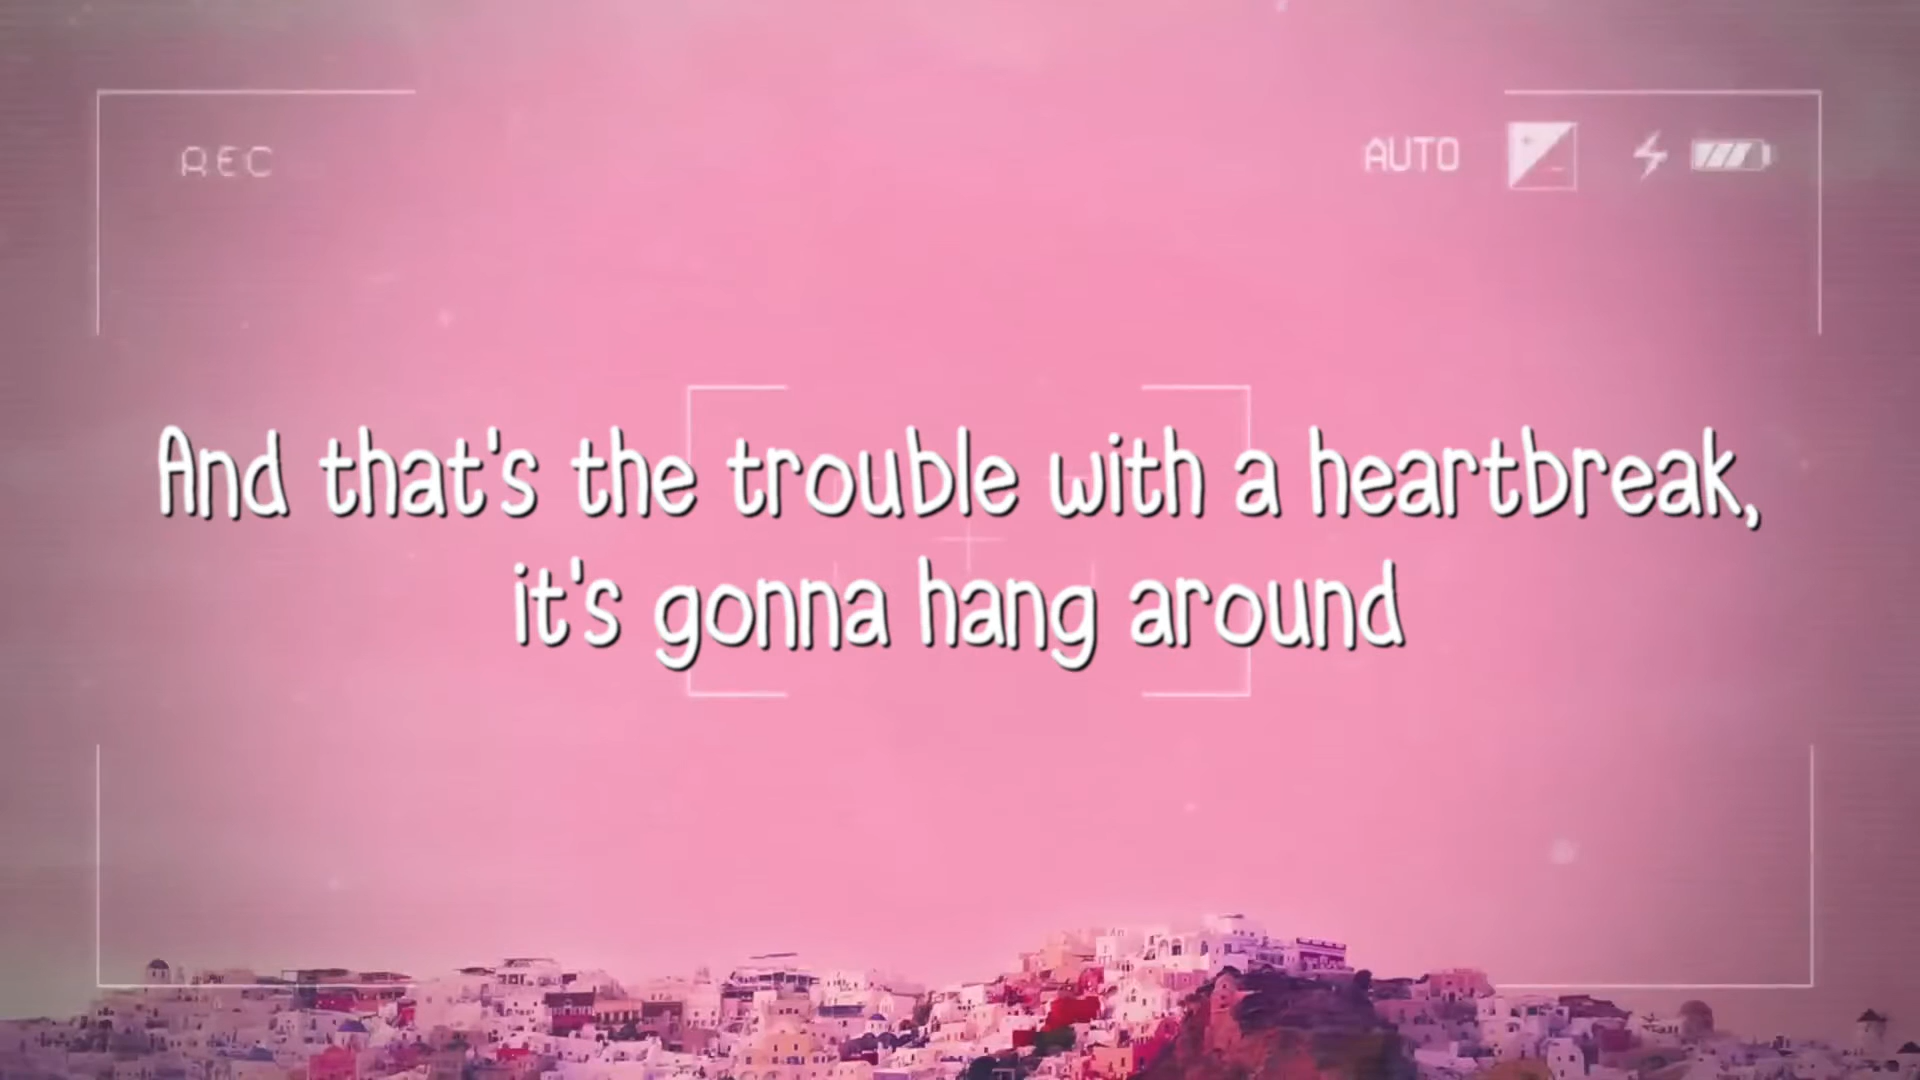 REC
AUTO
And that's the trouble with a heartbreak,
it's gonna hang around